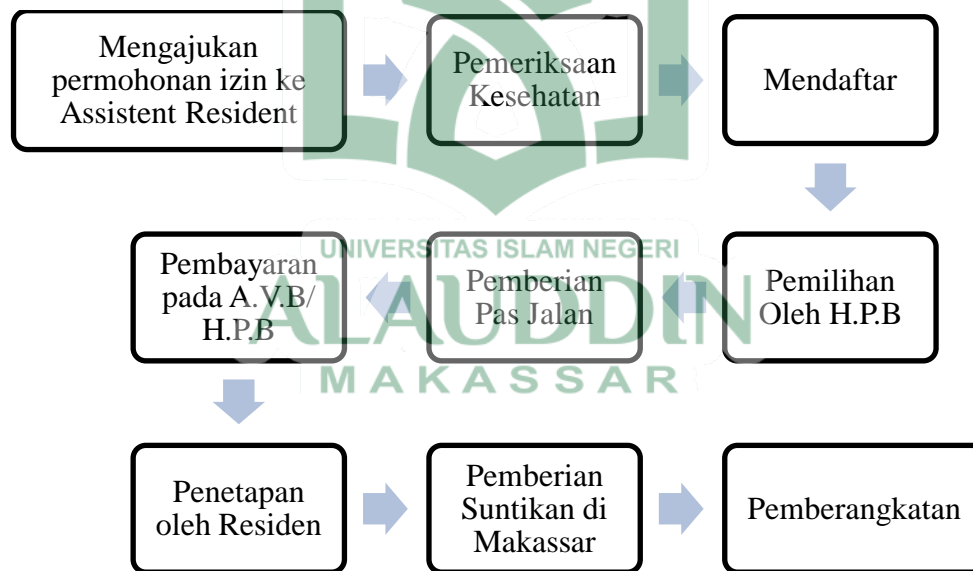 Mengajukan
permohonan izin ke
Assistent Resident
Pemeriksaan
Kesehatan
Mendaftar
Pemilihan
Oleh H.P.B
Pemberian
Pas Jalan
Pembayaran
pada A.V.B/
H.P.B
Penetapan
oleh Residen
Pemberian
Suntikan di
Makassar
Pemberangkatan
UNIVERSITAS ISLAM NEGERI
ALAUDDIN
MAKASSAR